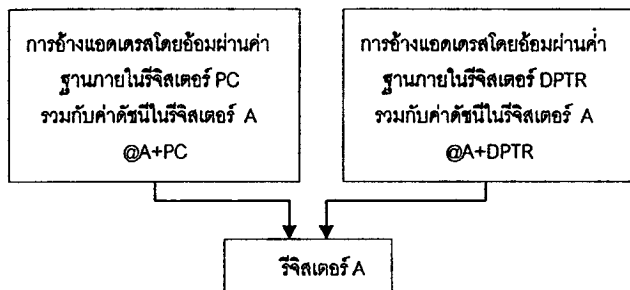 การอ้างแอดเดรสโดยอ้อมผ่านค่า
ฐานภายในรีจิสเตอร์ PC
รวมกับค่าดัชนีในรีจิสเตอร์ A
@A+PC
การอ้างแอดเดรสโดยอ้อมผ่านค่า
ฐานภายในรีจิสเตอร์ DPTR
รวมกับค่าดัชนีในรีจิสเตอร์ A
@A+DPTR
รีจิสเตอร์ A